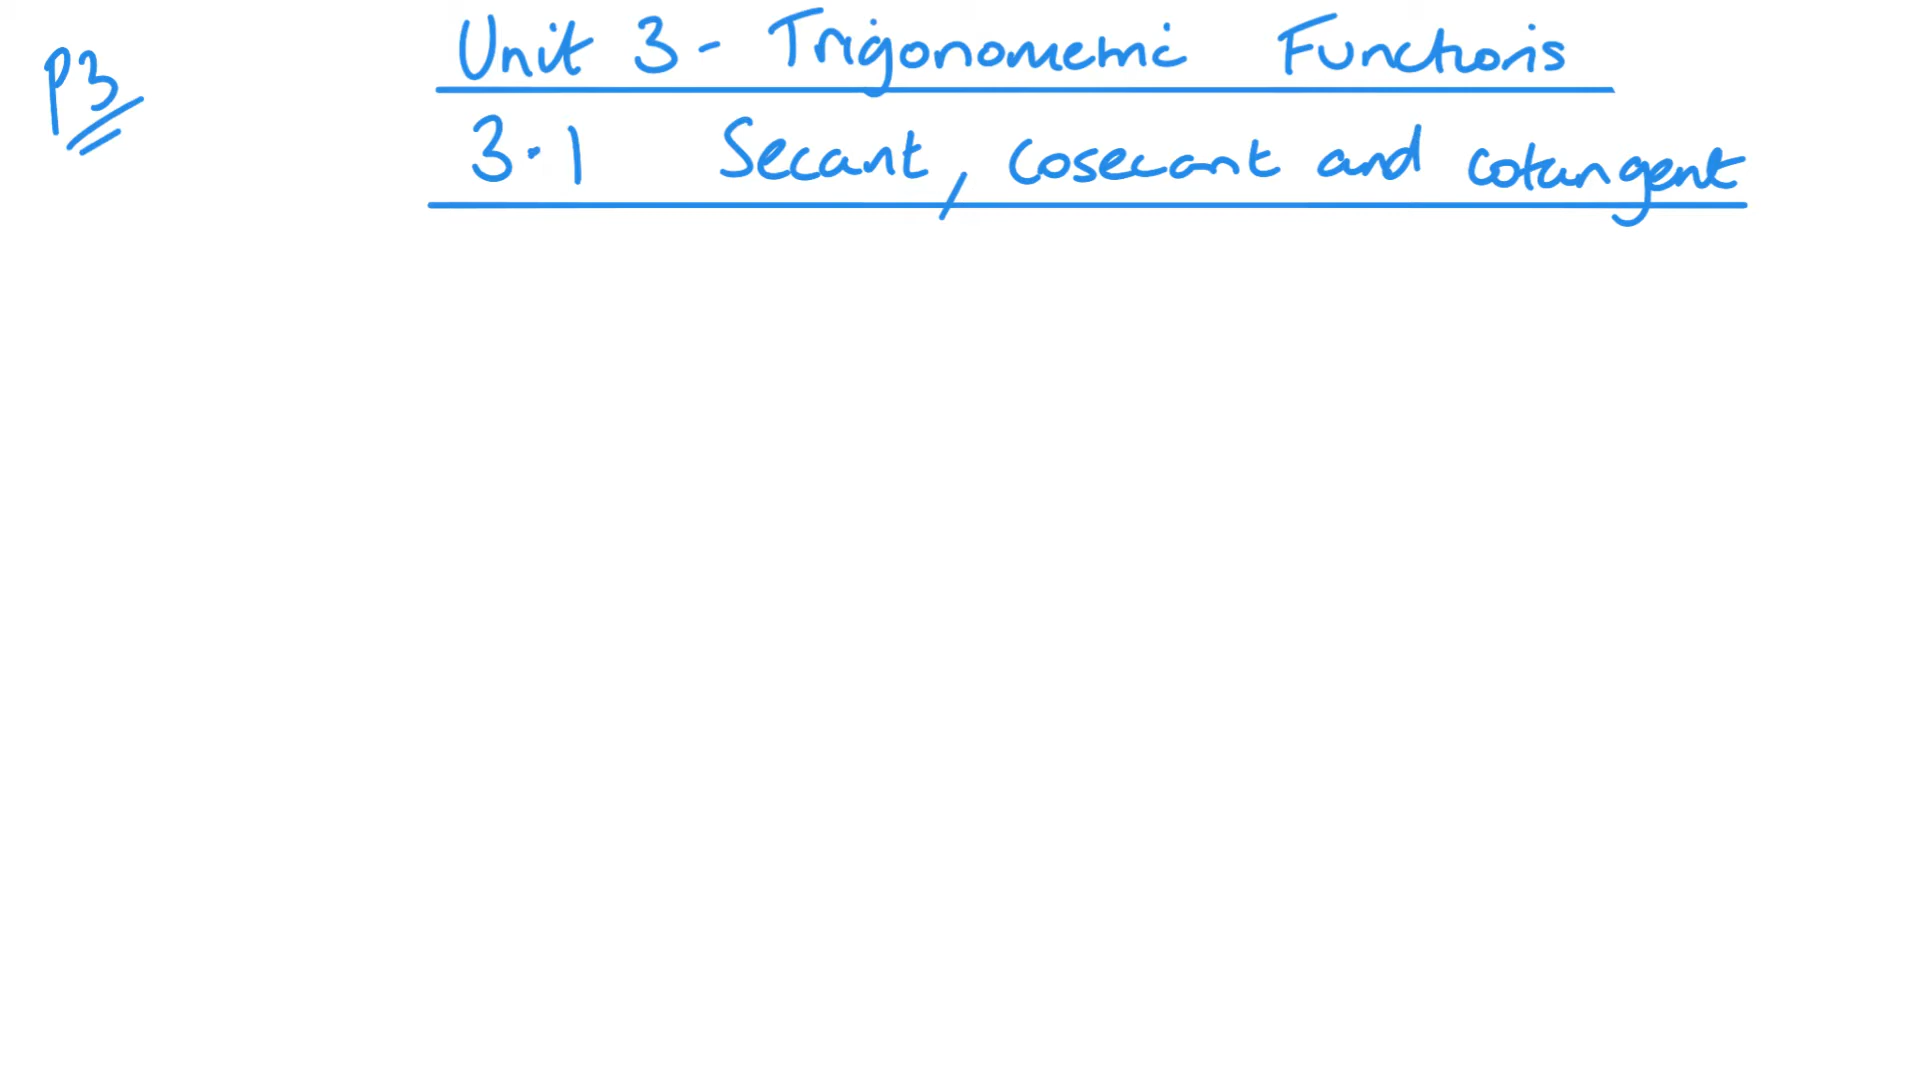 P3
Unit 3 - Trigonometric Functions
3.1 Secant, cosecant and cotangent